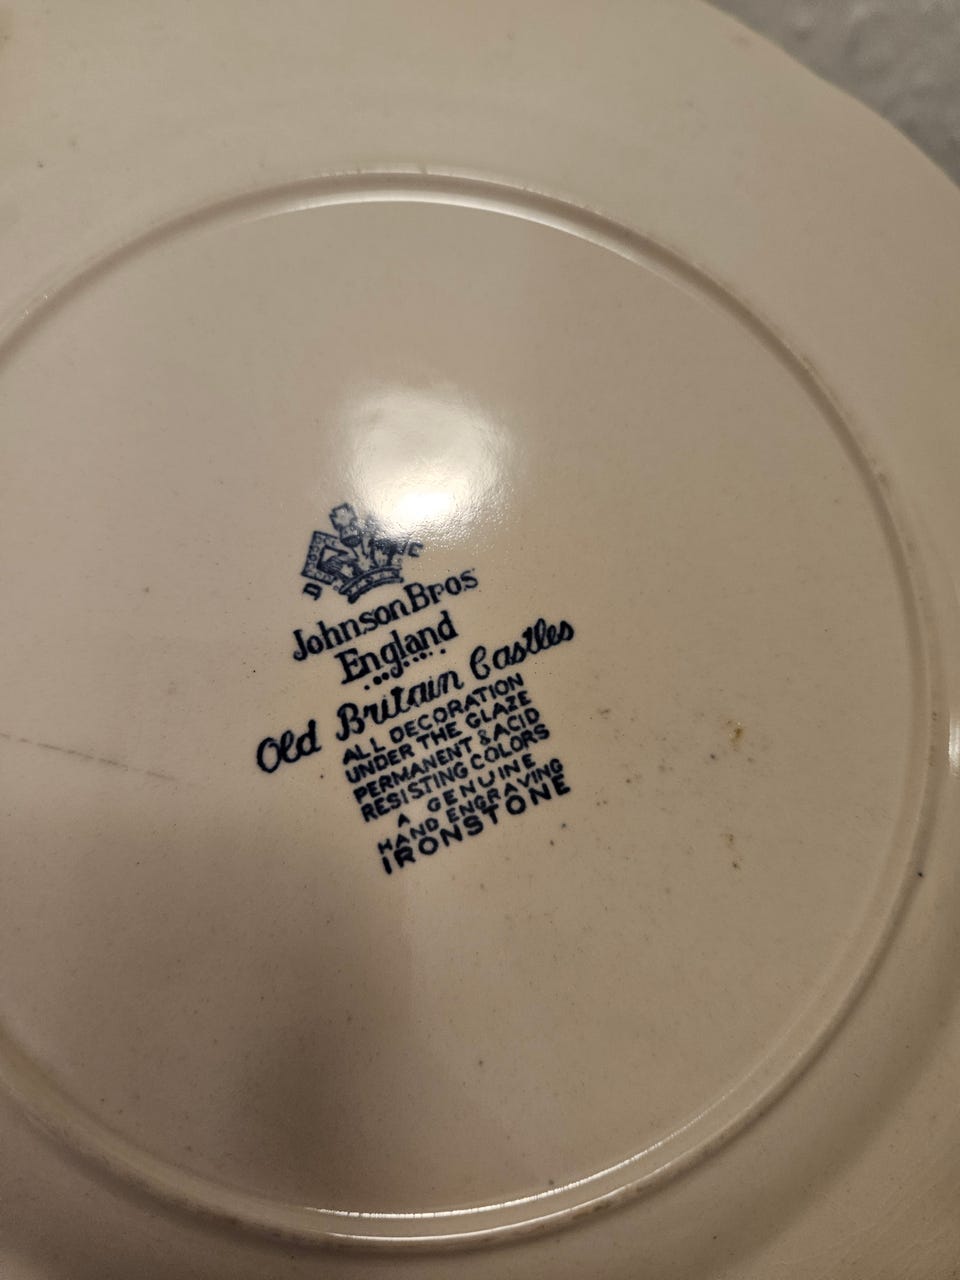 D EC
Johnson Bros
England
Old Britain Castles
ALL DECORATION
UNDER THE GLAZE
PERMANENT & ACID
RESISTING COLORS
A GENUINE
HAND ENGRAVING
IRONSTONE